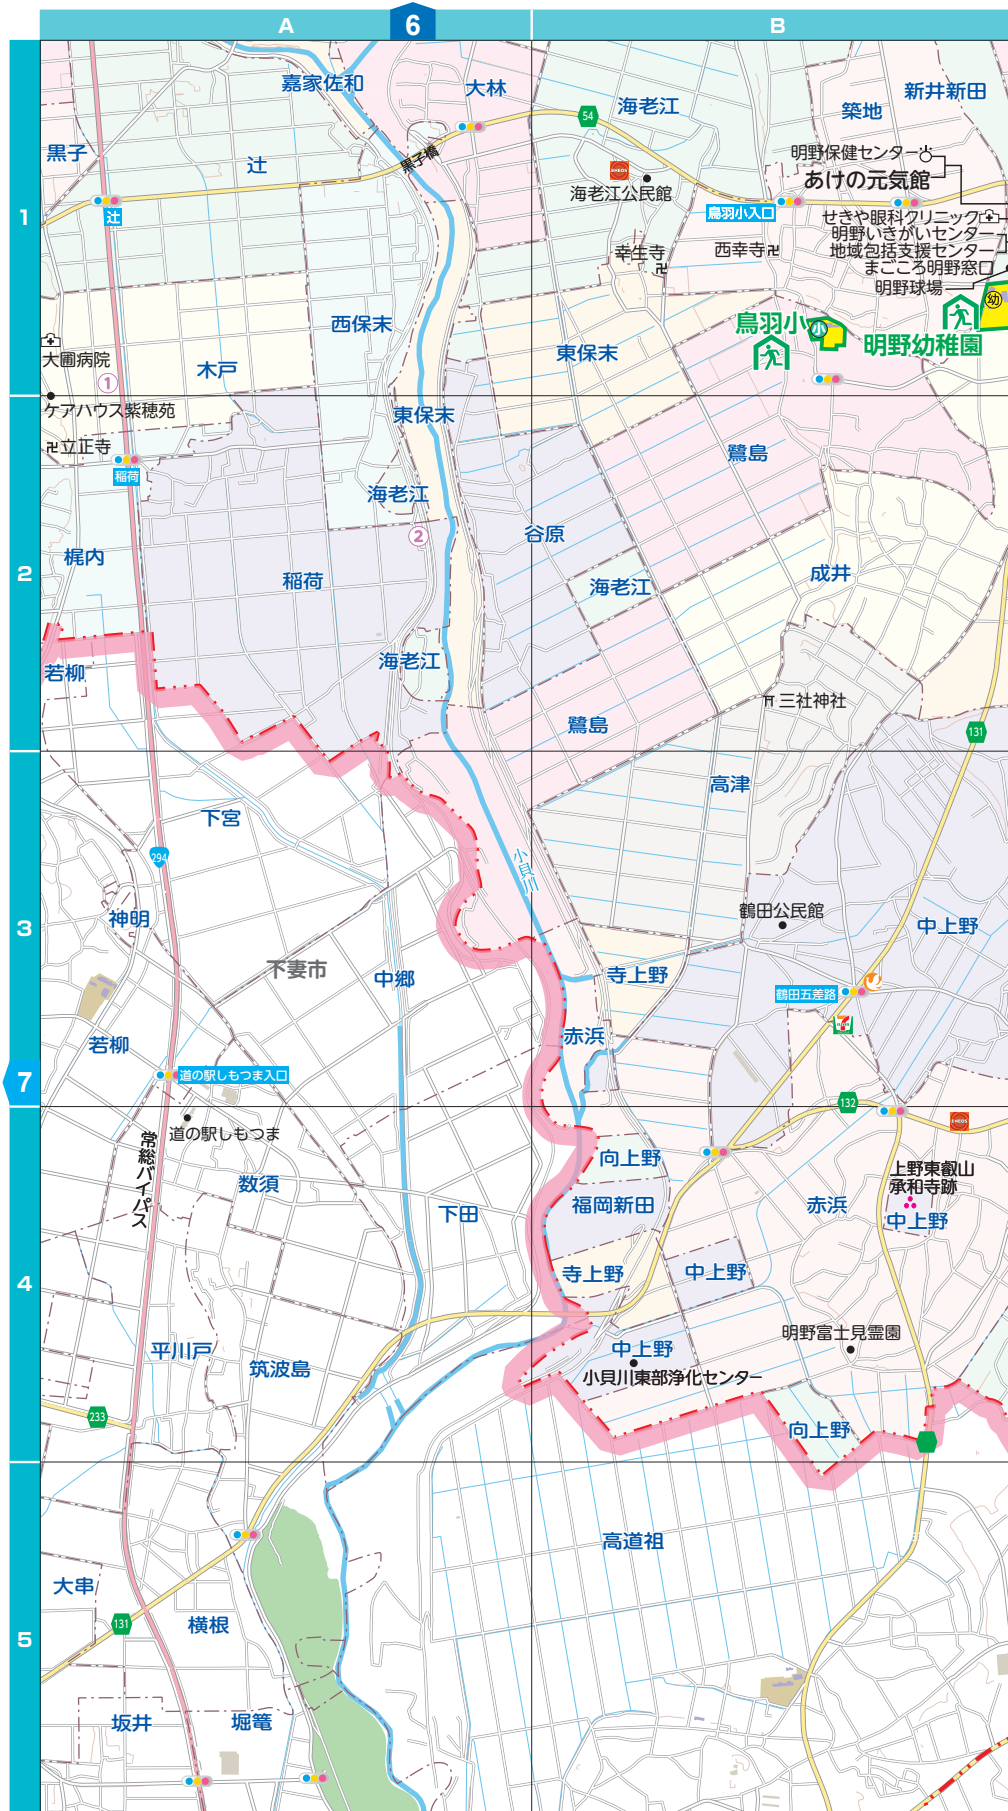 A
6
B
嘉家佐和
大林
新井新田
築地
海老江
54
黒子
辻
黒子橋
明野保健センター
あけの元気館
ENEOS
海老江公民館
1
辻
鳥羽小入口
せきや眼科クリニック
明野いきがいセンター
地域包括支援センター
まごころ明野窓口
明野球場
幸生寺
西幸寺
幼
西保末
鳥羽小
小
明野幼稚園
東保末
大圃病院
木戸
1
ケアハウス紫穂苑
東保末
立正寺
稲荷
鷺島
海老江
2
谷原
梶内
2
稲荷
海老江
成井
若柳
海老江
三社神社
鷺島
131
高津
下宮
294
小貝川
鶴田公民館
神明
3
中上野
下妻市
中郷
寺上野
鶴田五差路
赤浜
若柳
道の駅しもつま入口
7
132
道の駅しもつま
ENEOS
常総バイパス
向上野
上野東叡山
承和寺跡
数須
福岡新田
赤浜
下田
中上野
寺上野
中上野
4
明野富士見霊園
平川戸
中上野
筑波島
小貝川東部浄化センター
233
向上野
高道祖
大串
131
横根
5
坂井
堀篭